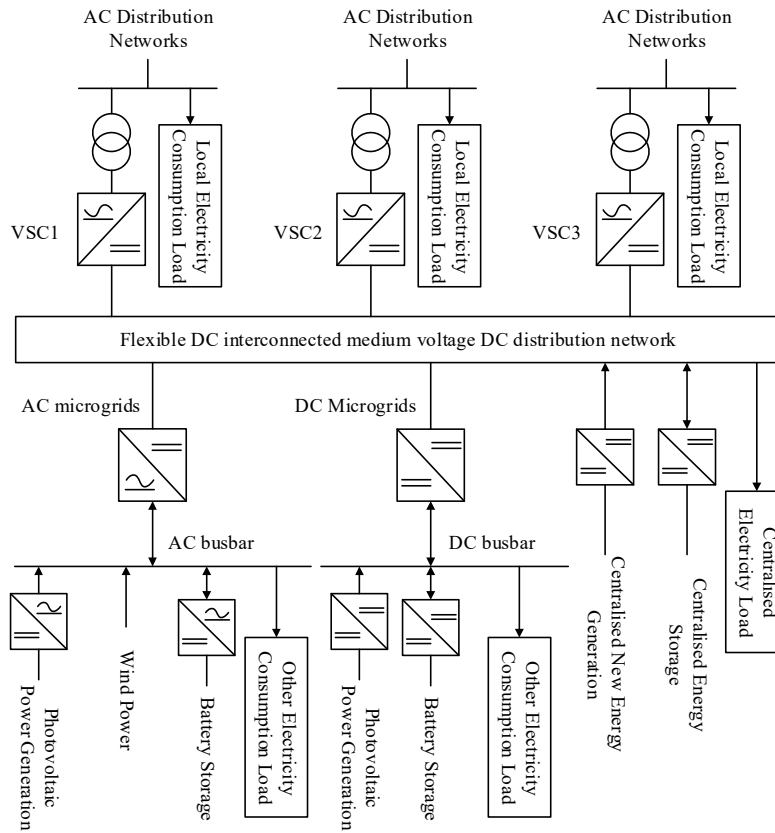 AC Distribution
Networks
AC Distribution
Networks
AC Distribution
Networks
Local Electricity
Consumption Load
Local Electricity
Consumption Load
Local Electricity
Consumption Load
VSC1
VSC2
VSC3
Flexible DC interconnected medium voltage DC distribution network
AC microgrids
DC Microgrids
AC busbar
DC busbar
Centralised New Energy
Generation
Centralised Energy
Storage
Centralised
Electricity Load
Photovoltaic
Power Generation
Wind Power
Battery Storage
Other Electricity
Consumption Load
Photovoltaic
Power Generation
Battery Storage
Other Electricity
Consumption Load